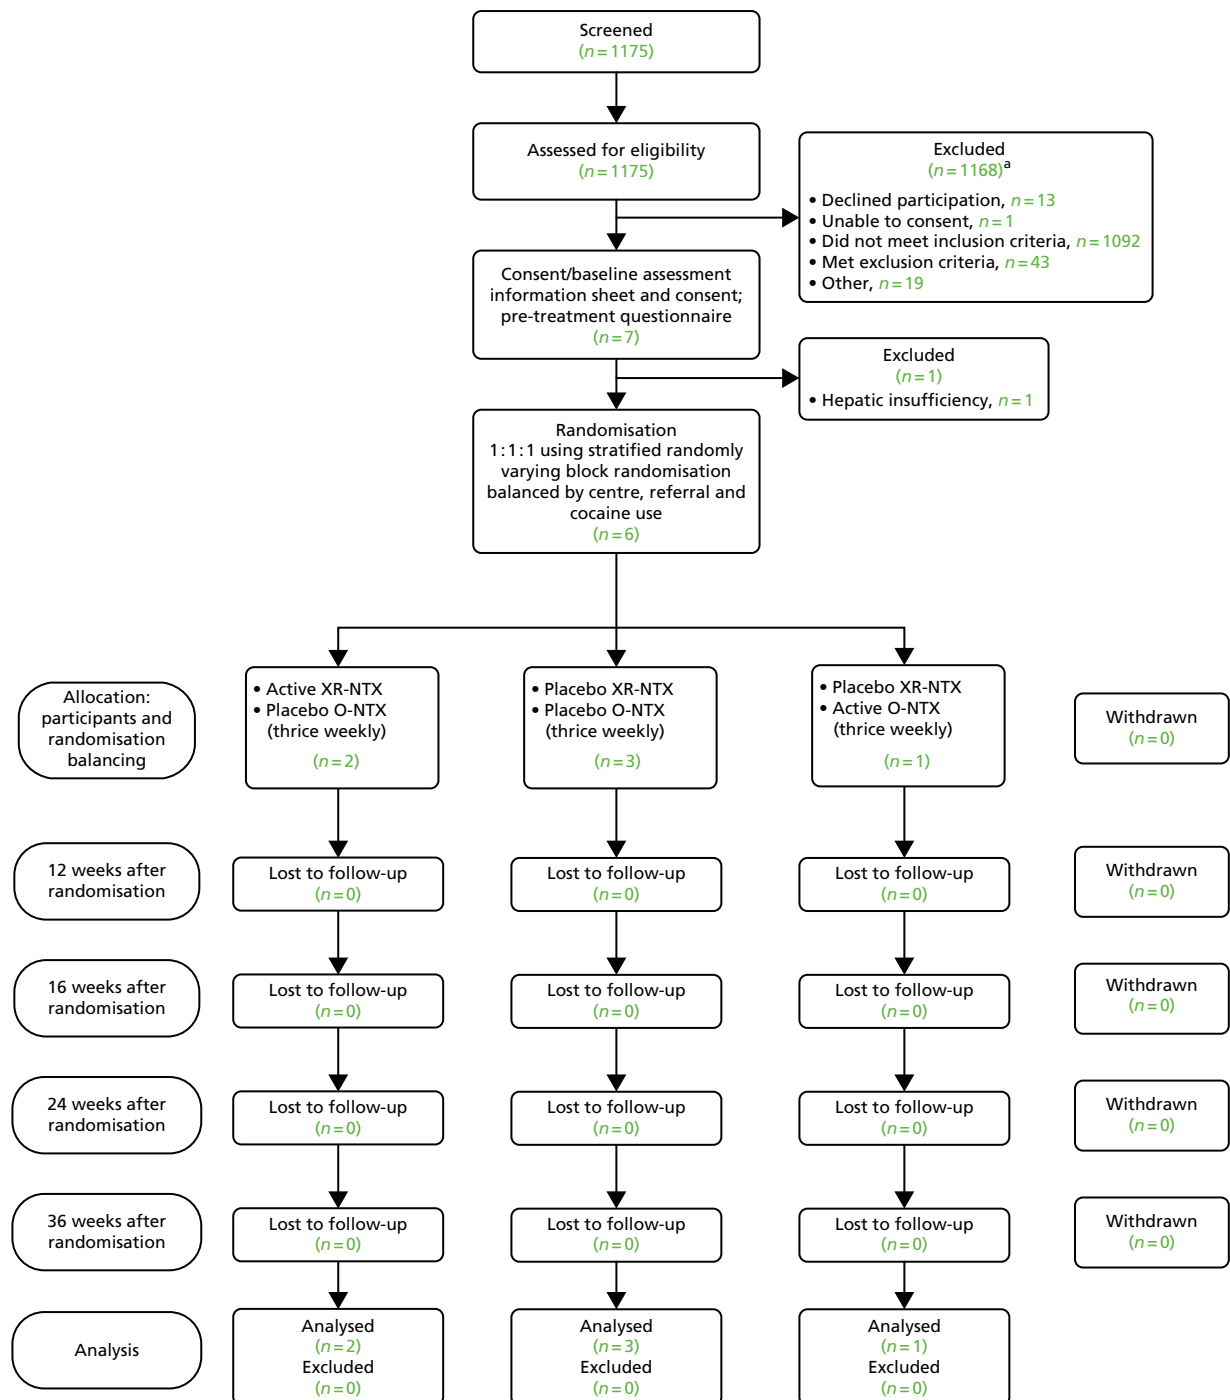 Screened
(n=1175)
Assessed for eligibility
(n=1175)
Excluded
(n=1168)a
• Declined participation, n=13
• Unable to consent, n=1
• Did not meet inclusion criteria, n=1092
• Met exclusion criteria, n=43
• Other, n=19
Consent/baseline assessment
information sheet and consent;
pre-treatment questionnaire
(n=7)
Excluded
(n=1)
• Hepatic insufficiency, n=1
Randomisation
1:1:1 using stratified randomly
varying block randomisation
balanced by centre, referral and
cocaine use
(n=6)
Allocation:
participants and
randomisation
balancing
• Active XR-NTX
• Placebo O-NTX
(thrice weekly)
(n=2)
• Placebo XR-NTX
• Placebo O-NTX
(thrice weekly)
(n=3)
• Placebo XR-NTX
• Active O-NTX
(thrice weekly)
(n=1)
Withdrawn
(n=0)
12 weeks after
randomisation
Lost to follow-up
(n=0)
Lost to follow-up
(n=0)
Lost to follow-up
(n=0)
Withdrawn
(n=0)
16 weeks after
randomisation
Lost to follow-up
(n=0)
Lost to follow-up
(n=0)
Lost to follow-up
(n=0)
Withdrawn
(n=0)
24 weeks after
randomisation
Lost to follow-up
(n=0)
Lost to follow-up
(n=0)
Lost to follow-up
(n=0)
Withdrawn
(n=0)
36 weeks after
randomisation
Lost to follow-up
(n=0)
Lost to follow-up
(n=0)
Lost to follow-up
(n=0)
Withdrawn
(n=0)
Analysis
Analysed
(n=2)
Excluded
(n=0)
Analysed
(n=3)
Excluded
(n=0)
Analysed
(n=1)
Excluded
(n=0)